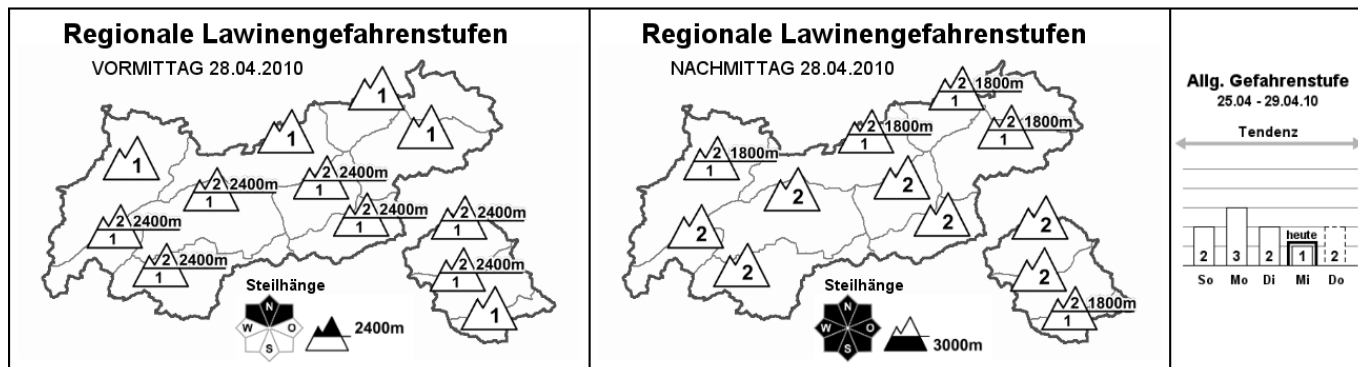 Regionale Lawinengefahrenstufen
VORMITTAG 28.04.2010
1
1
1
1
2 2400m
1
2 2400m
1
2 2400m
1
2 2400m
1
2 2400m
1
2 2400m
1
2 2400m
1
1
Steilhänge
N
W O
S
2400m
Regionale Lawinengefahrenstufen
NACHMITTAG 28.04.2010
2 1800m
1
2 1800m
1
2 1800m
1
2 1800m
1
2
2
2
2
2
2
2
2 1800m
1
Steilhänge
N
W O
S
3000m
Allg. Gefahrenstufe
25.04 - 29.04.10
Tendenz
heute
2 3 2 1 2
So Mo Di Mi Do